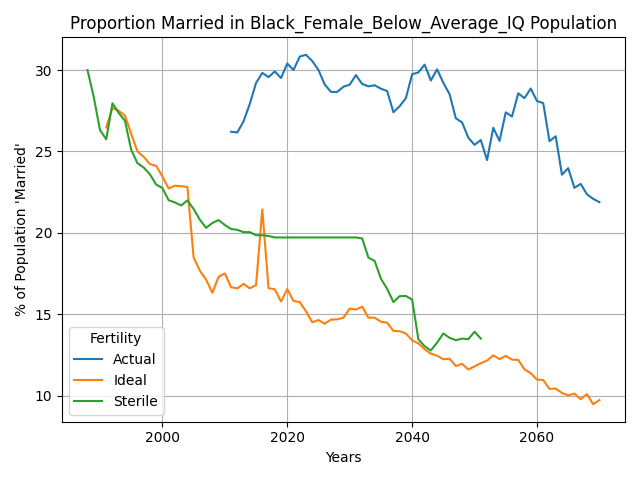 Proportion Married in Black_Female_Below_Average_IQ Population
% of Population 'Married'
30
25
20
15
10
Fertility
Actual
Ideal
Sterile
2000
2020
2040
2060
Years